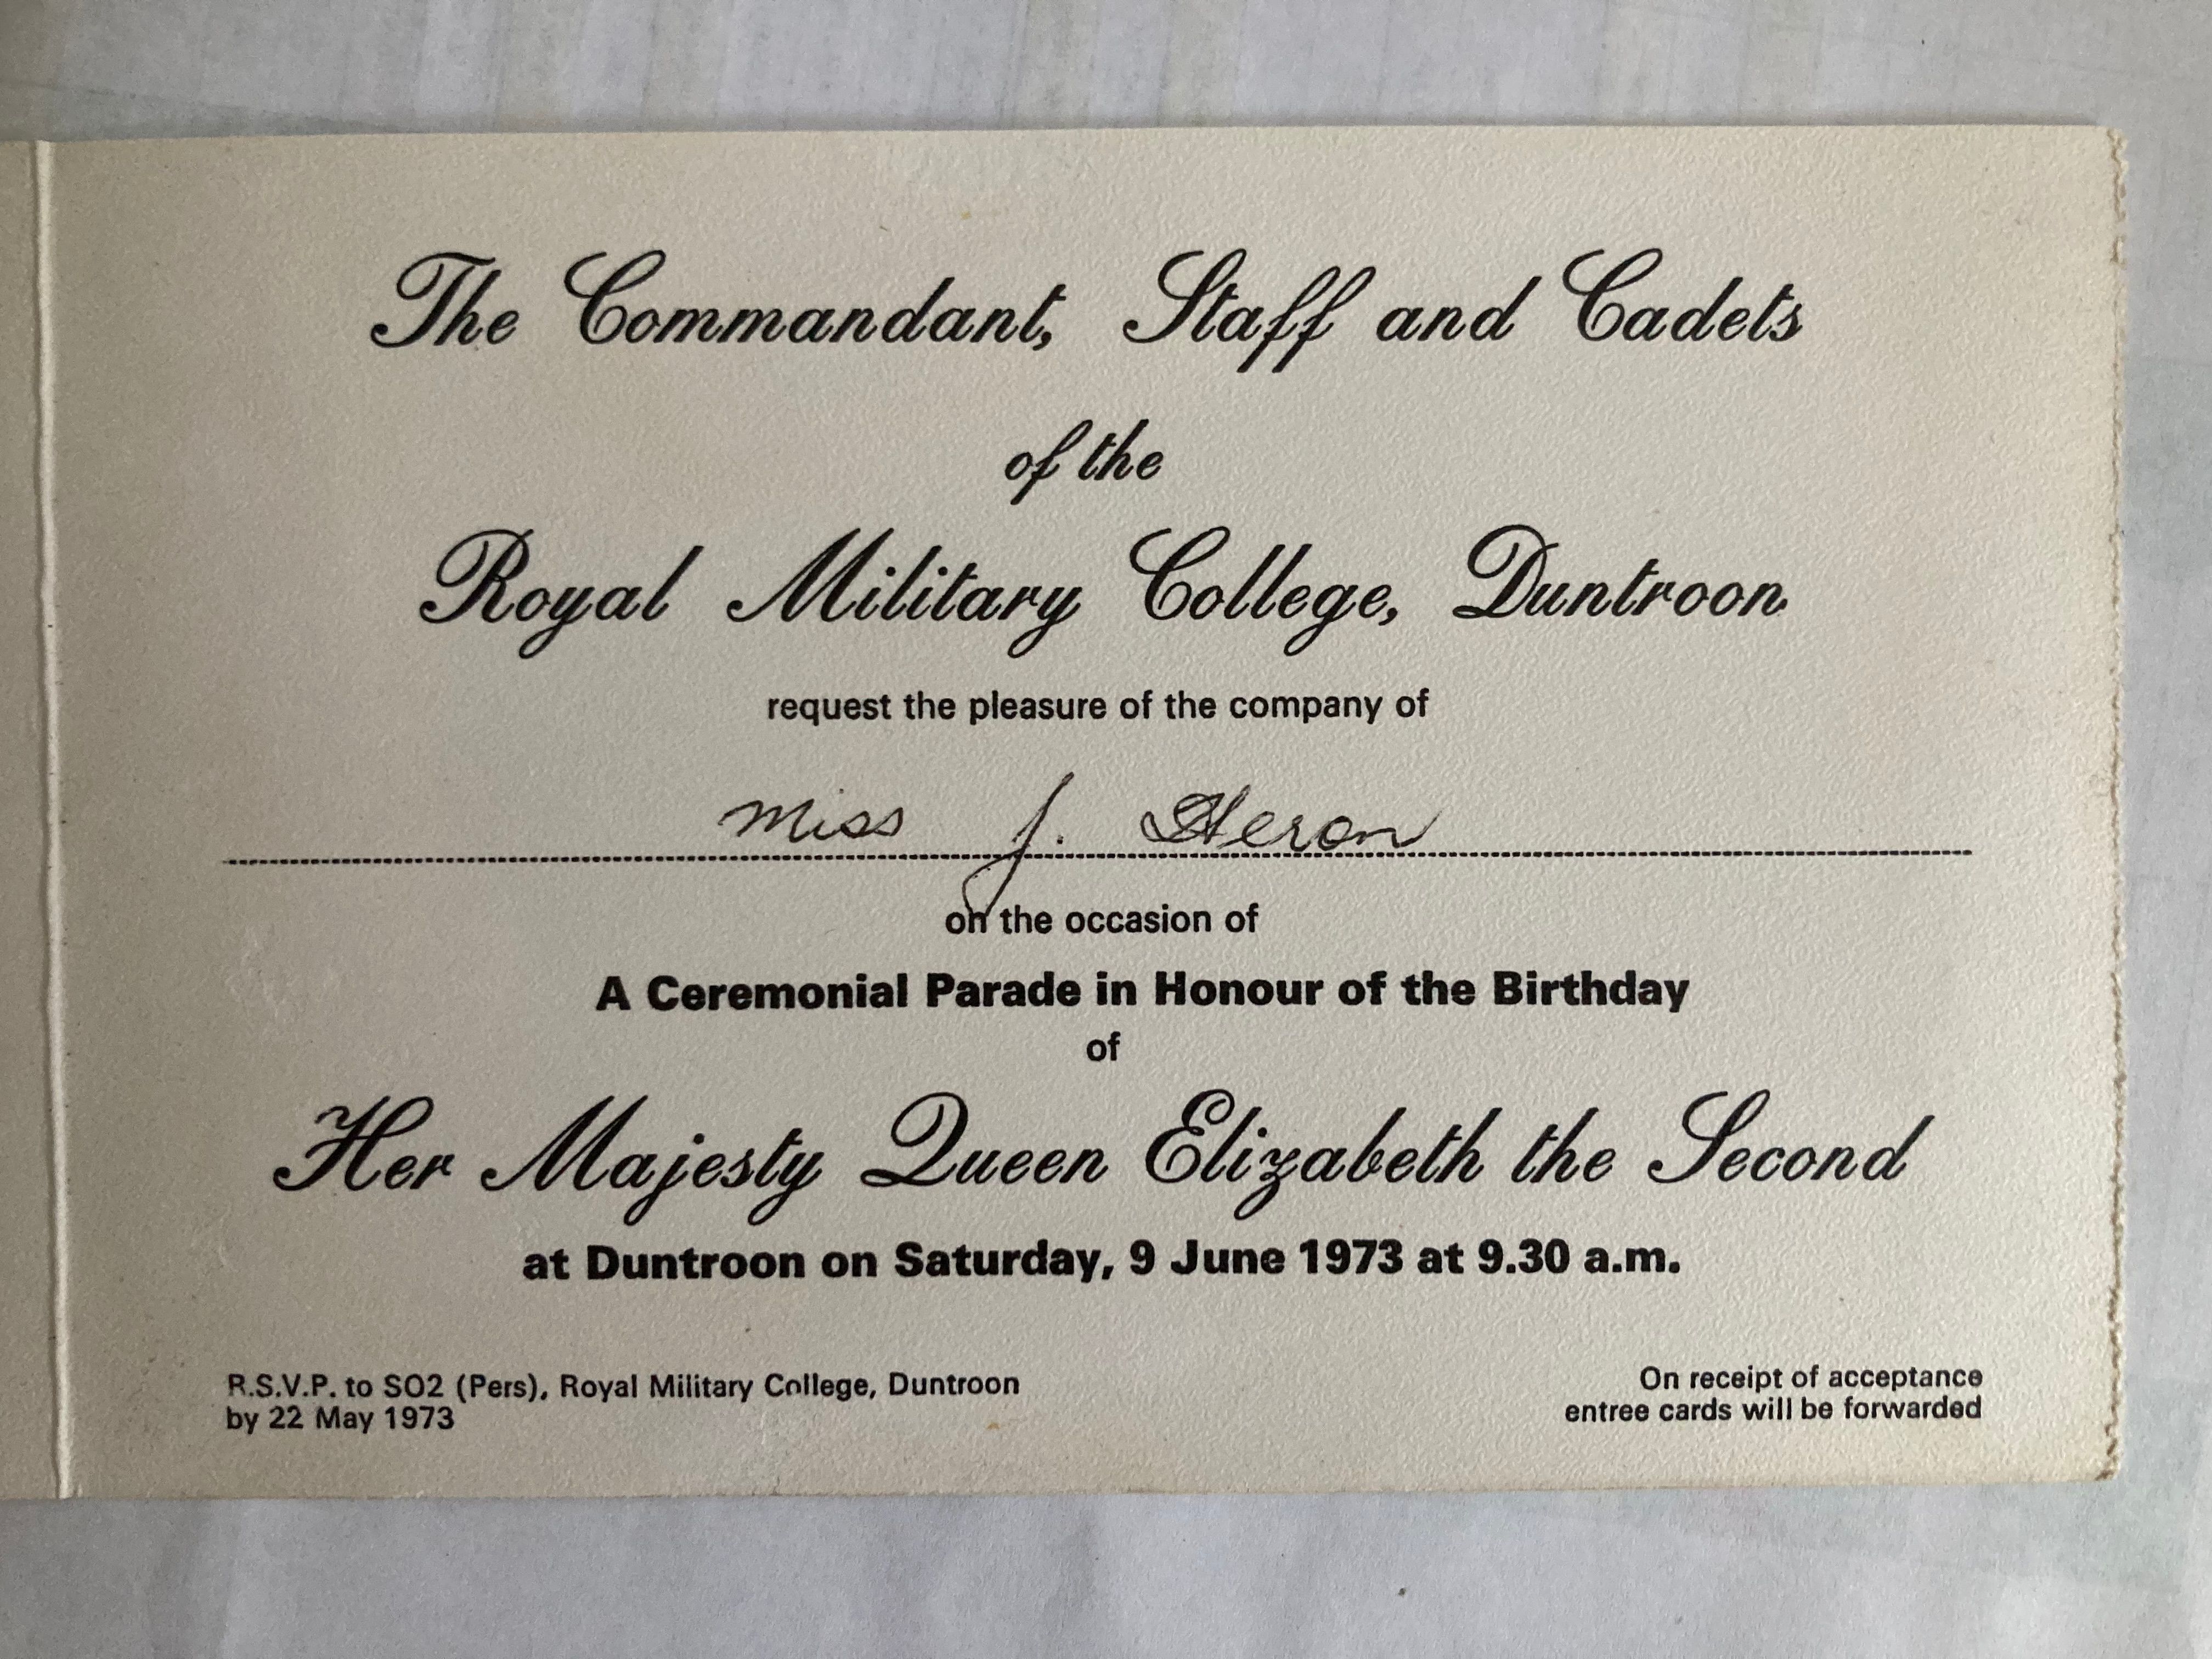 The Commandant, Staff and Cadets
of the
Royal Military College, Duntroon
request the pleasure of the company of
Miss J. Heron
on the occasion of
A Ceremonial Parade in Honour of the Birthday
of
Her Majesty Queen Elizabeth the Second
at Duntroon on Saturday, 9 June 1973 at 9.30 a.m.
R.S.V.P. to SO2 (Pers), Royal Military College, Duntroon
by 22 May 1973
On receipt of acceptance
entree cards will be forwarded